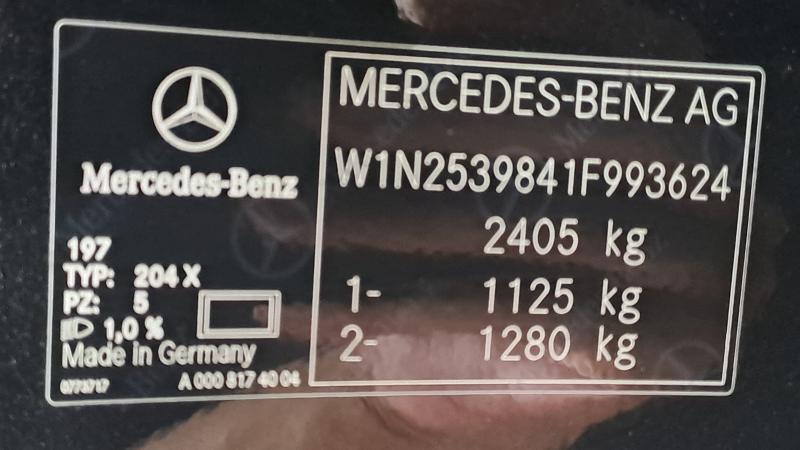 Mercedes-Benz
197
TYP: 204 X
PZ: 5
1,0 %
Made in Germany
A 000 817 40 04
MERCEDES-BENZ AG
W1N2539841F993624
2405 kg
1- 1125 kg
2- 1280 kg